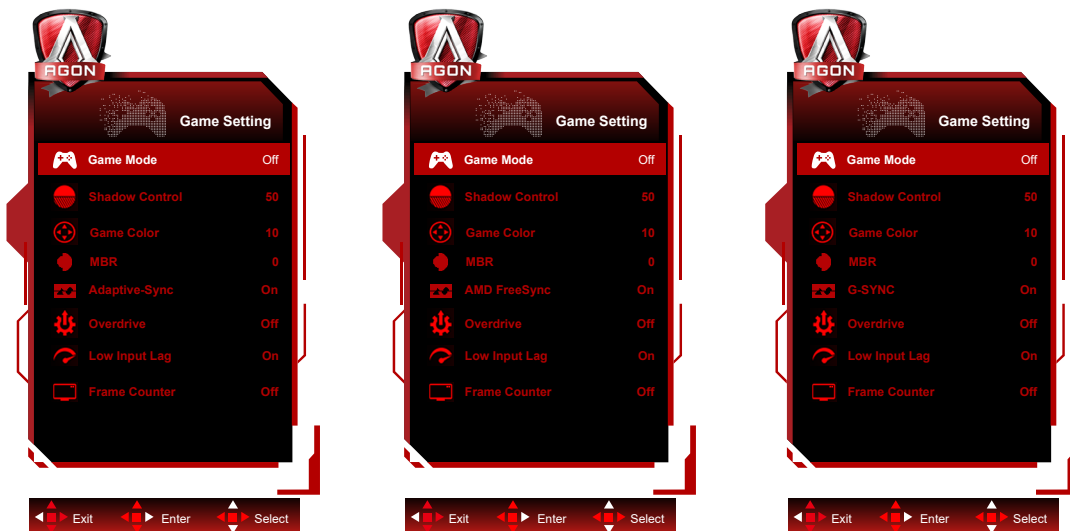 AGON
Game Setting
Game Mode Off
Shadow Control 50
Game Color 10
MBR 0
Adaptive-Sync On
Overdrive Off
Low Input Lag On
Frame Counter Off
Exit Enter Select
AGON
Game Setting
Game Mode Off
Shadow Control 50
Game Color 10
MBR 0
AMD FreeSync On
Overdrive Off
Low Input Lag On
Frame Counter Off
Exit Enter Select
AGON
Game Setting
Game Mode Off
Shadow Control 50
Game Color 10
MBR 0
G-SYNC On
Overdrive Off
Low Input Lag On
Frame Counter Off
Exit Enter Select